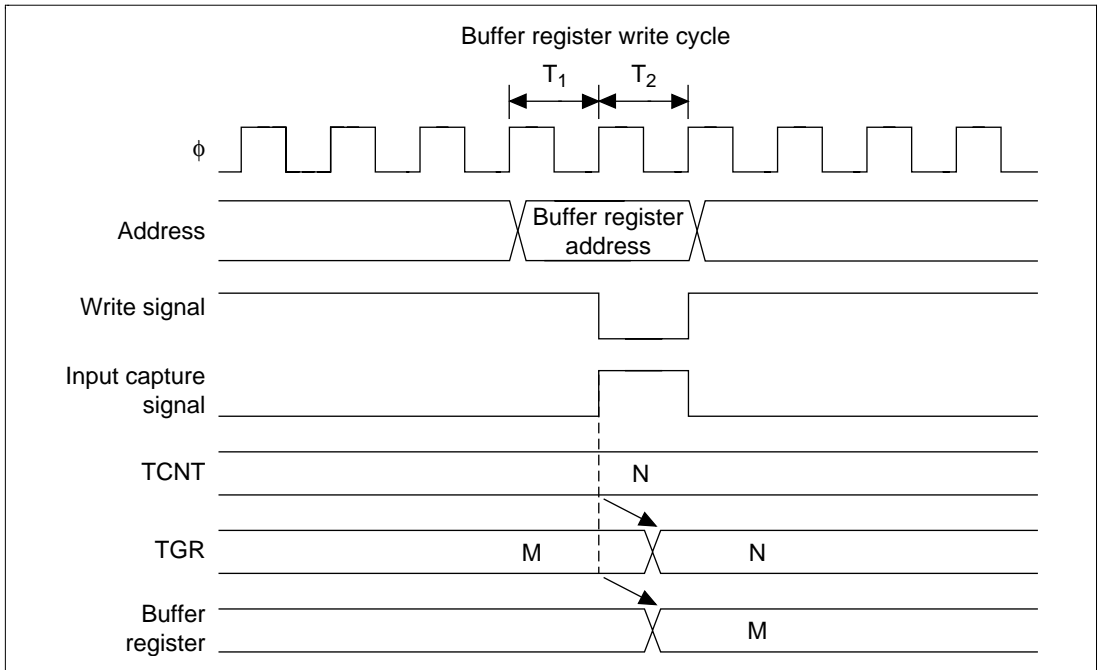 Buffer register write cycle
T1 T2
ϕ
Address
Buffer register
address
Write signal
Input capture
signal
TCNT
N
TGR
M N
Buffer
register
M